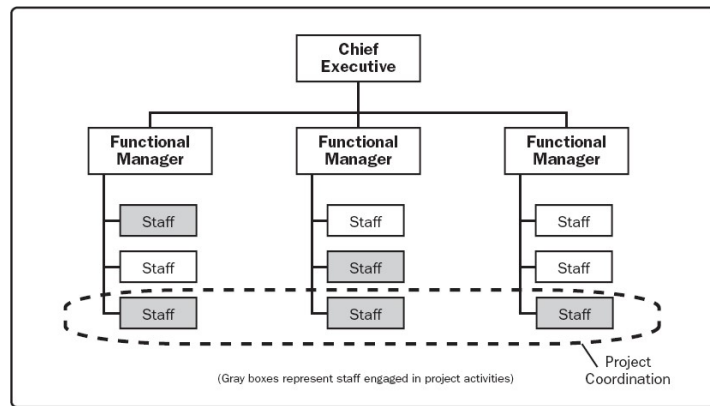 Chief
Executive
Functional
Manager
Functional
Manager
Functional
Manager
Staff
Staff
Staff
Staff
Staff
Staff
Staff
Staff
Staff
(Gray boxes represent staff engaged in project activities)
Project
Coordination